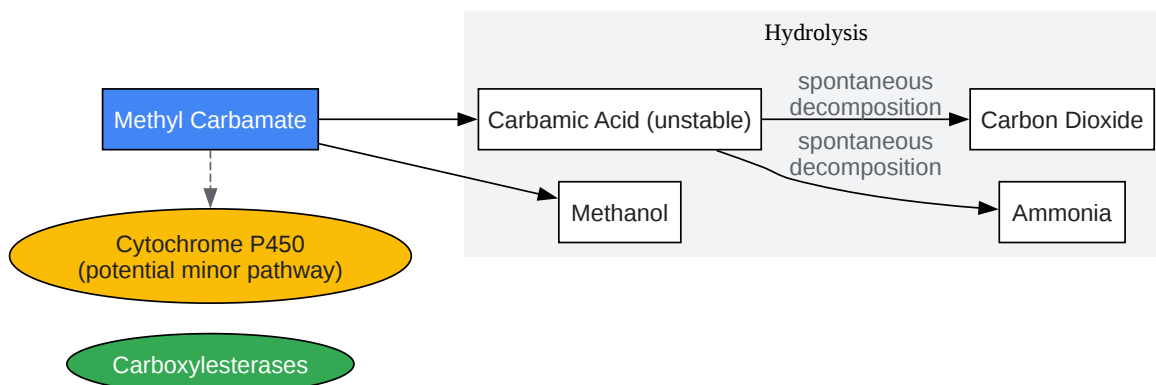 Hydrolysis
Methyl Carbamate
Carbamic Acid (unstable)
spontaneous
decomposition
Carbon Dioxide
spontaneous
decomposition
Methanol
Ammonia
Cytochrome P450
(potential minor pathway)
Carboxylesterases